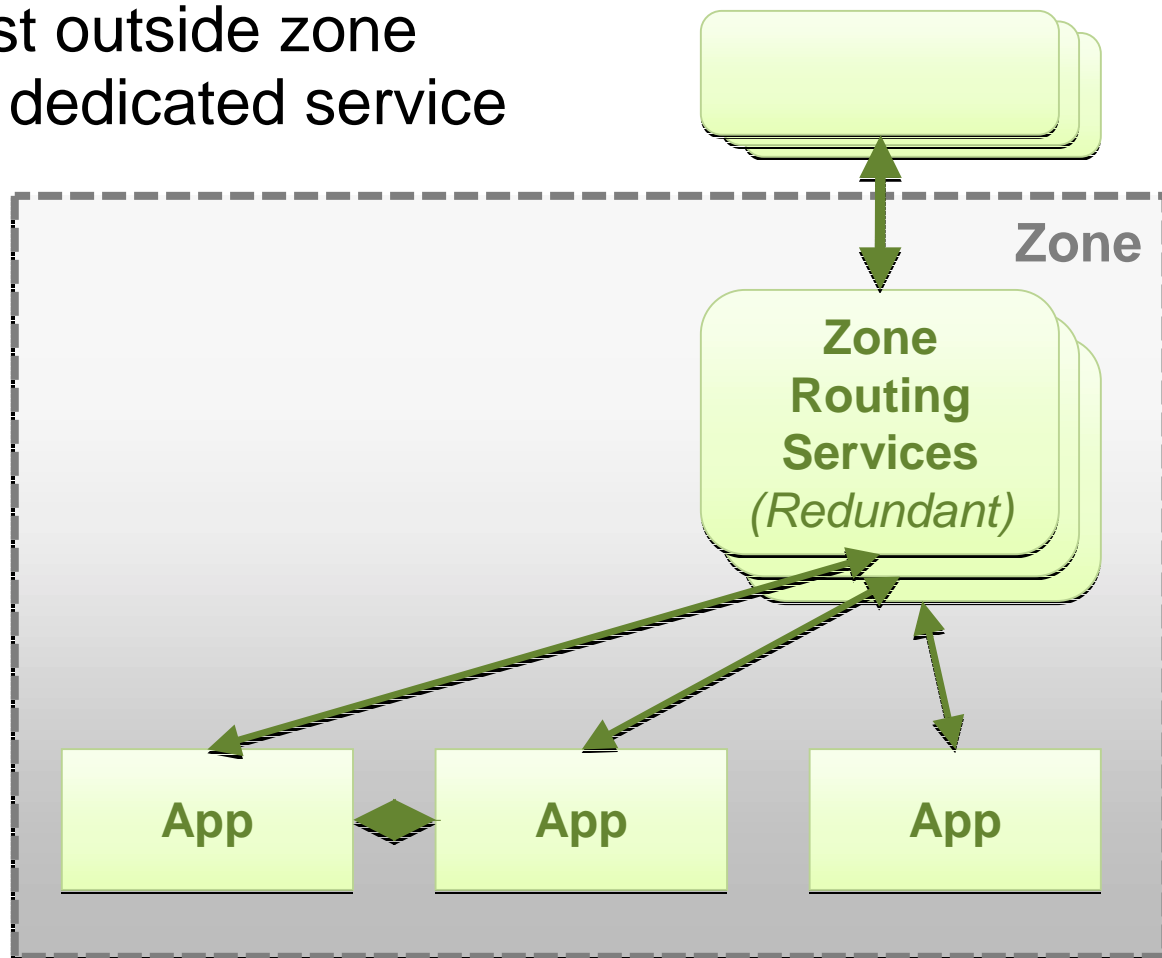 st outside zone
dedicated service
Zone
Zone
Routing
Services
(Redundant)
App
App
App